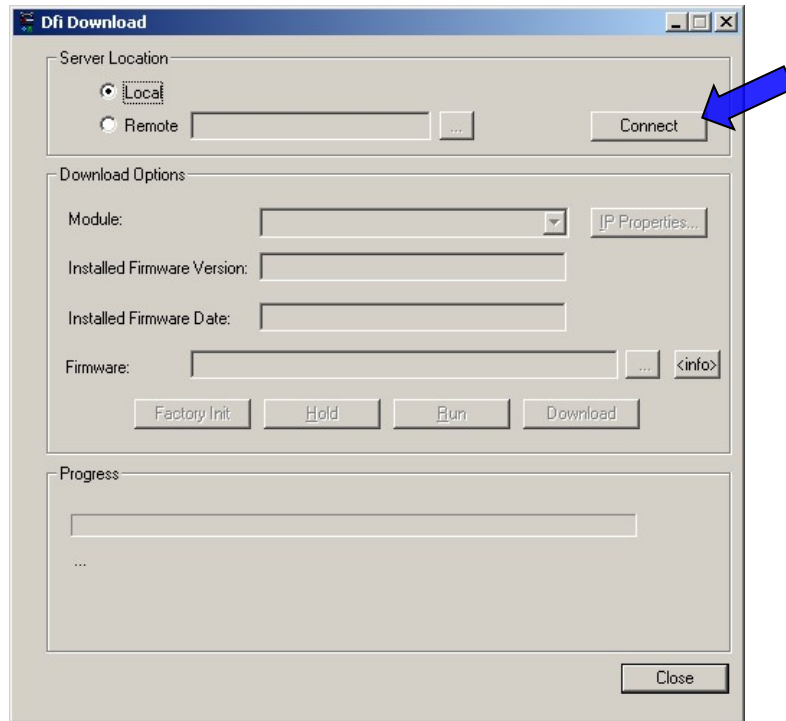 Dfi Download
Server Location
Local
Remote ... Connect
Download Options
Module: IP Properties...
Installed Firmware Version:
Installed Firmware Date:
Firmware: ... <info>
Factory Init Hold Run Download
Progress
...
Close